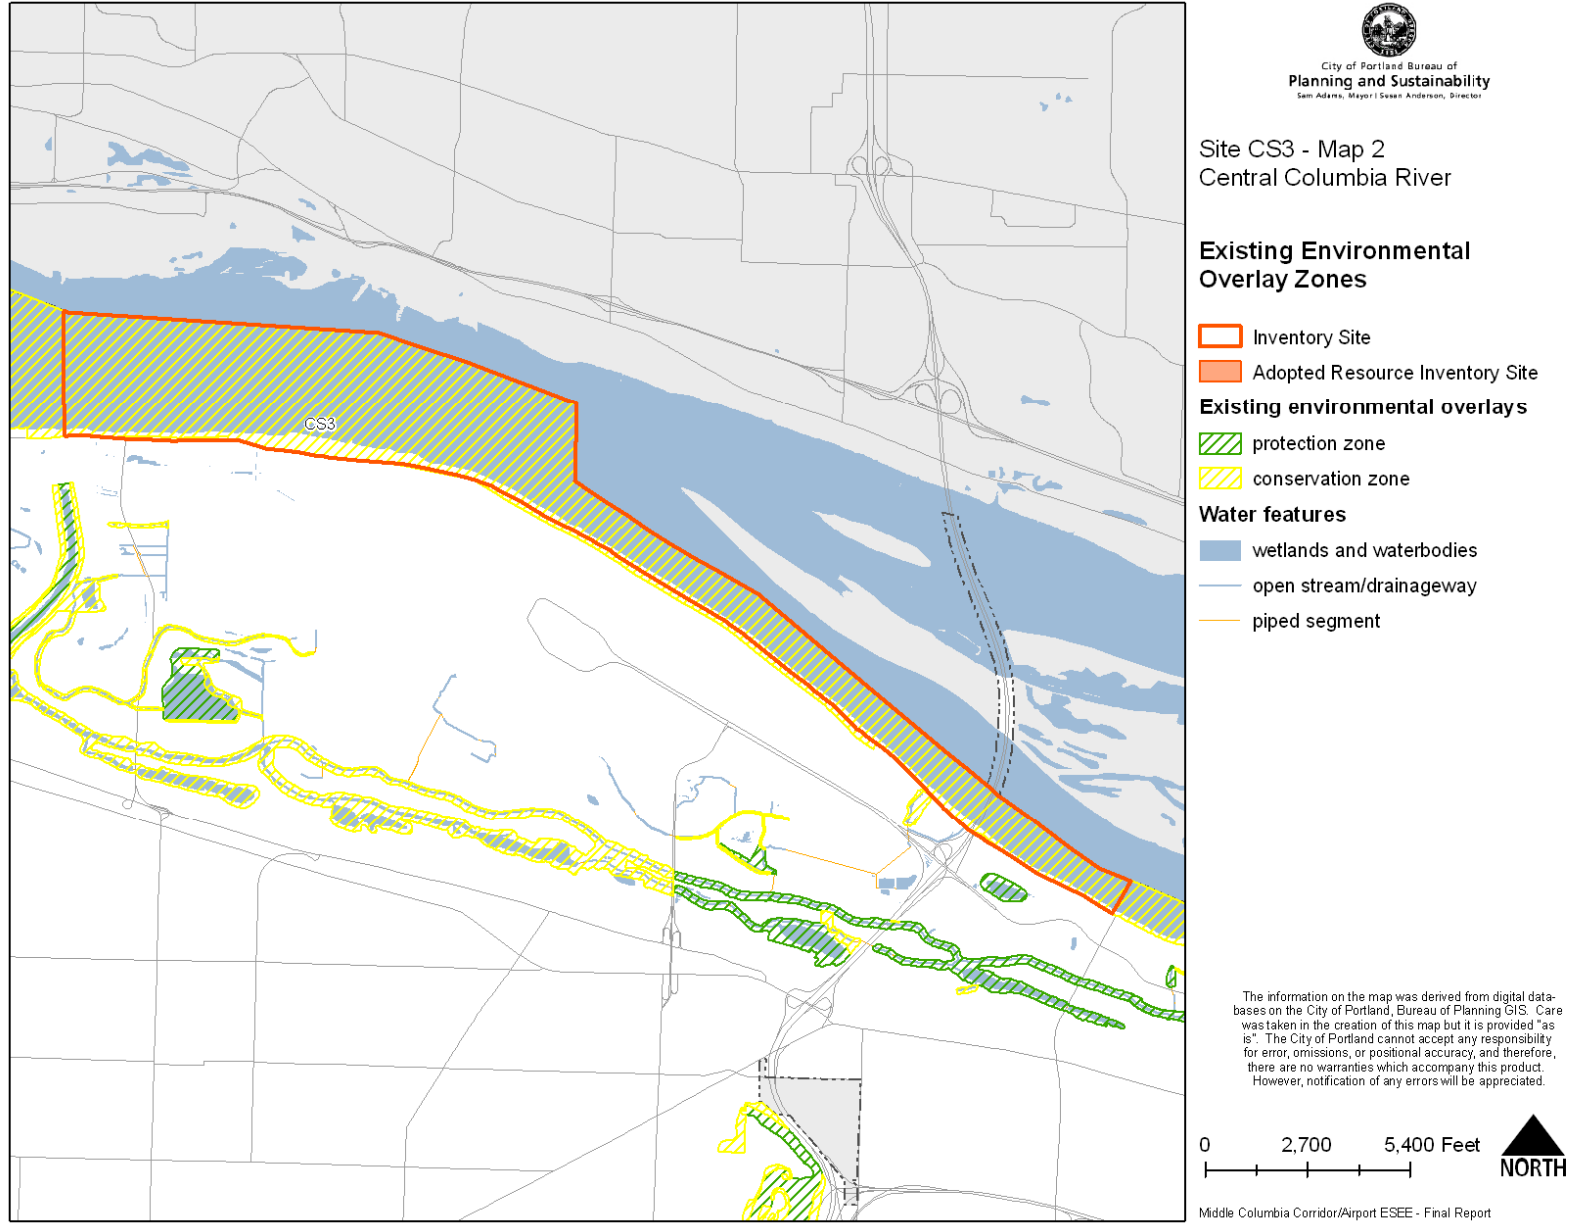 City of Portland Bureau of
Planning and Sustainability
Sam Adams, Mayor | Susan Anderson, Director
Site CS3 - Map 2
Central Columbia River
Existing Environmental
Overlay Zones
Inventory Site
Adopted Resource Inventory Site
Existing environmental overlays
protection zone
conservation zone
Water features
wetlands and waterbodies
open stream/drainageway
piped segment
CS3
The information on the map was derived from digital data-
bases on the City of Portland, Bureau of Planning GIS. Care
was taken in the creation of this map but it is provided "as
is". The City of Portland cannot accept any responsibility
for error, omissions, or positional accuracy, and therefore,
there are no warranties which accompany this product.
However, notification of any errors will be appreciated.
0 2,700 5,400 Feet
NORTH
Middle Columbia Corridor/Airport ESEE - Final Report